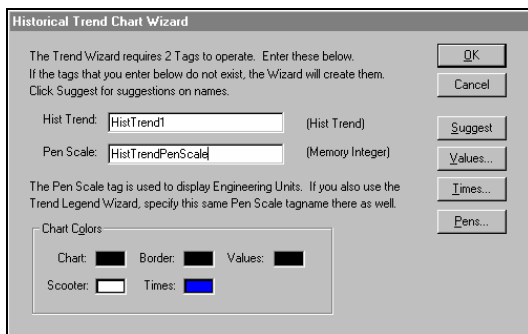 Historical Trend Chart Wizard
The Trend Wizard requires 2 Tags to operate. Enter these below.
If the tags that you enter below do not exist, the Wizard will create them.
Click Suggest for suggestions on names.
Hist Trend: HistTrend1 (Hist Trend)
Pen Scale: HistTrendPenScale (Memory Integer)
The Pen Scale tag is used to display Engineering Units. If you also use the
Trend Legend Wizard, specify this same Pen Scale tagname there as well.
Chart Colors
Chart: Border: Values:
Scooter: Times:
OK
Cancel
Suggest
Values...
Times...
Pens...